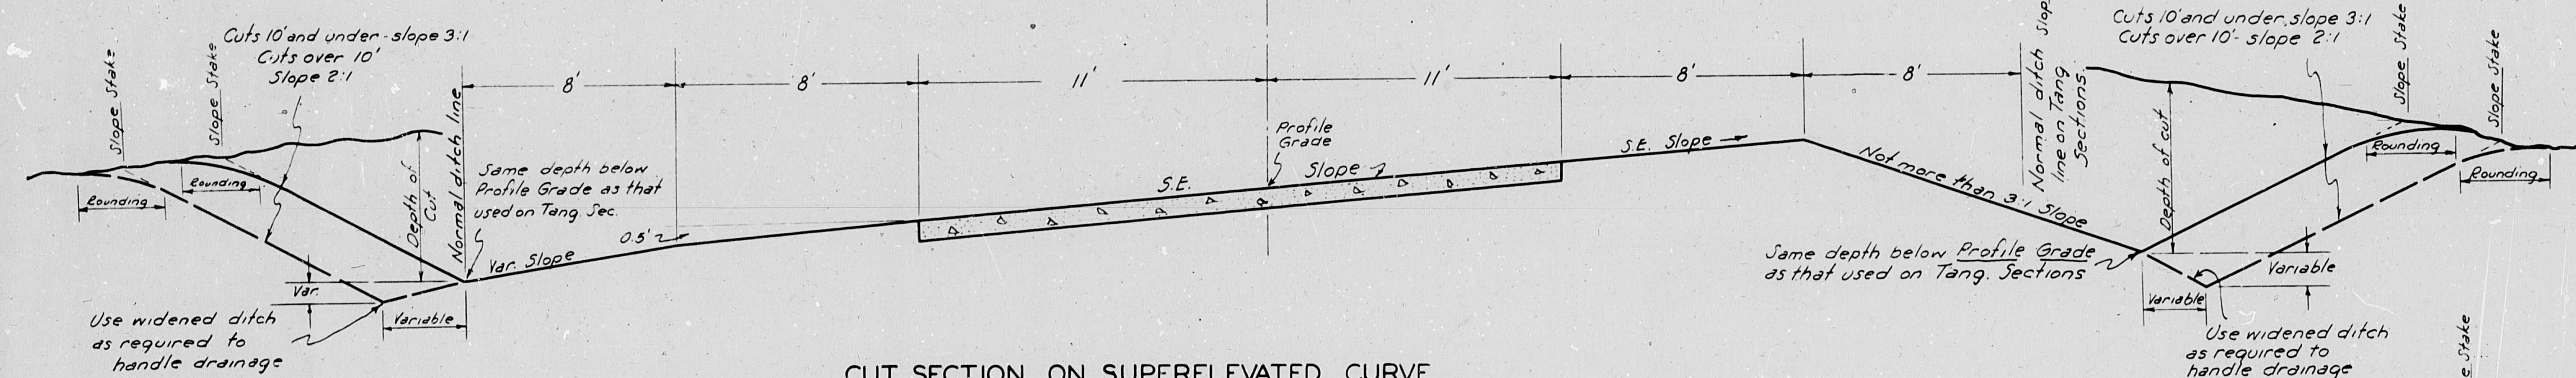 Slope Stake
Slope Stake
Cuts 10' and under - slope 3:1
Cuts over 10'
Slope 2:1
Rounding
Rounding
Depth of
Cut
Normal ditch line
8'
8'
11'
11'
8'
8'
Same depth below
Profile Grade as that
used on Tang. Sec.
Var. Slope
0.5'
Var.
Variable
Use widened ditch
as required to
handle drainage
Profile
Grade
S.E. Slope
S.E. Slope
Not more than 3:1 Slope
Normal ditch slop
line on Tang
Sections.
Cuts 10' and under, slope 3:1
Cuts over 10' - slope 2:1
Slope Stake
Slope Stake
Depth of cut
Rounding
Rounding
Same depth below Profile Grade
as that used on Tang. Sections
Variable
Variable
Use widened ditch
as required to
handle drainage
e Stake
CUT SECTION ON SUPERELEVATED CURVE